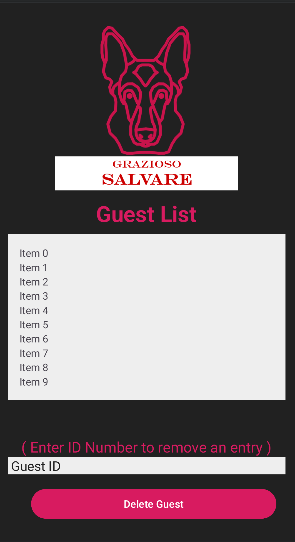 GRAZIOSO
SALVARE
Guest List
Item 0
Item 1
Item 2
Item 3
Item 4
Item 5
Item 6
Item 7
Item 8
Item 9
( Enter ID Number to remove an entry )
Guest ID
Delete Guest